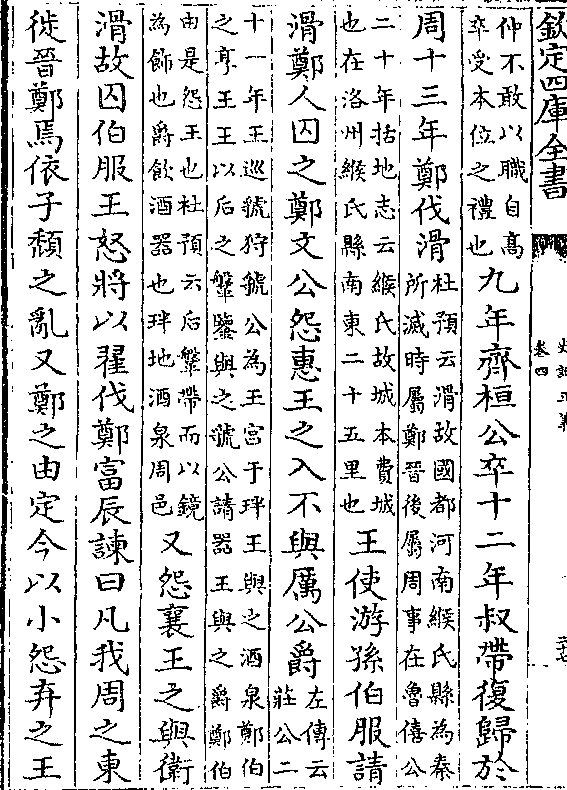 欽定四庫全書
史記正義
卷四
仲不敢以職自髙
卒受本位之禮也
九年齊桓公卒十二年叔帶復歸於
周十三年鄭伐滑
杜預云滑故國都河南緱氏縣為秦
所滅時屬鄭晉後屬周事在魯僖公
二十年括地志云緱氏故城本費城
也在洛州緱氏縣南東二十五里也
王使游孫伯服請
滑鄭人囚之鄭文公怨惠王之入不與厲公爵
左傳云
莊公二
十一年王巡虢狩虢公為王宮于玤王與之酒泉鄭伯
之亨王王以后之鞶鑒與之虢公請器王與之爵鄭伯
由是怨王也杜預云后鞶帶而以鏡
為飾也爵飲酒器也玤地酒泉周邑
又怨襄王之與衛
滑故囚伯服王怒將以翟伐鄭富辰諫曰凡我周之東
徙晉鄭焉依子頹之亂又鄭之由定今以小怨弃之王